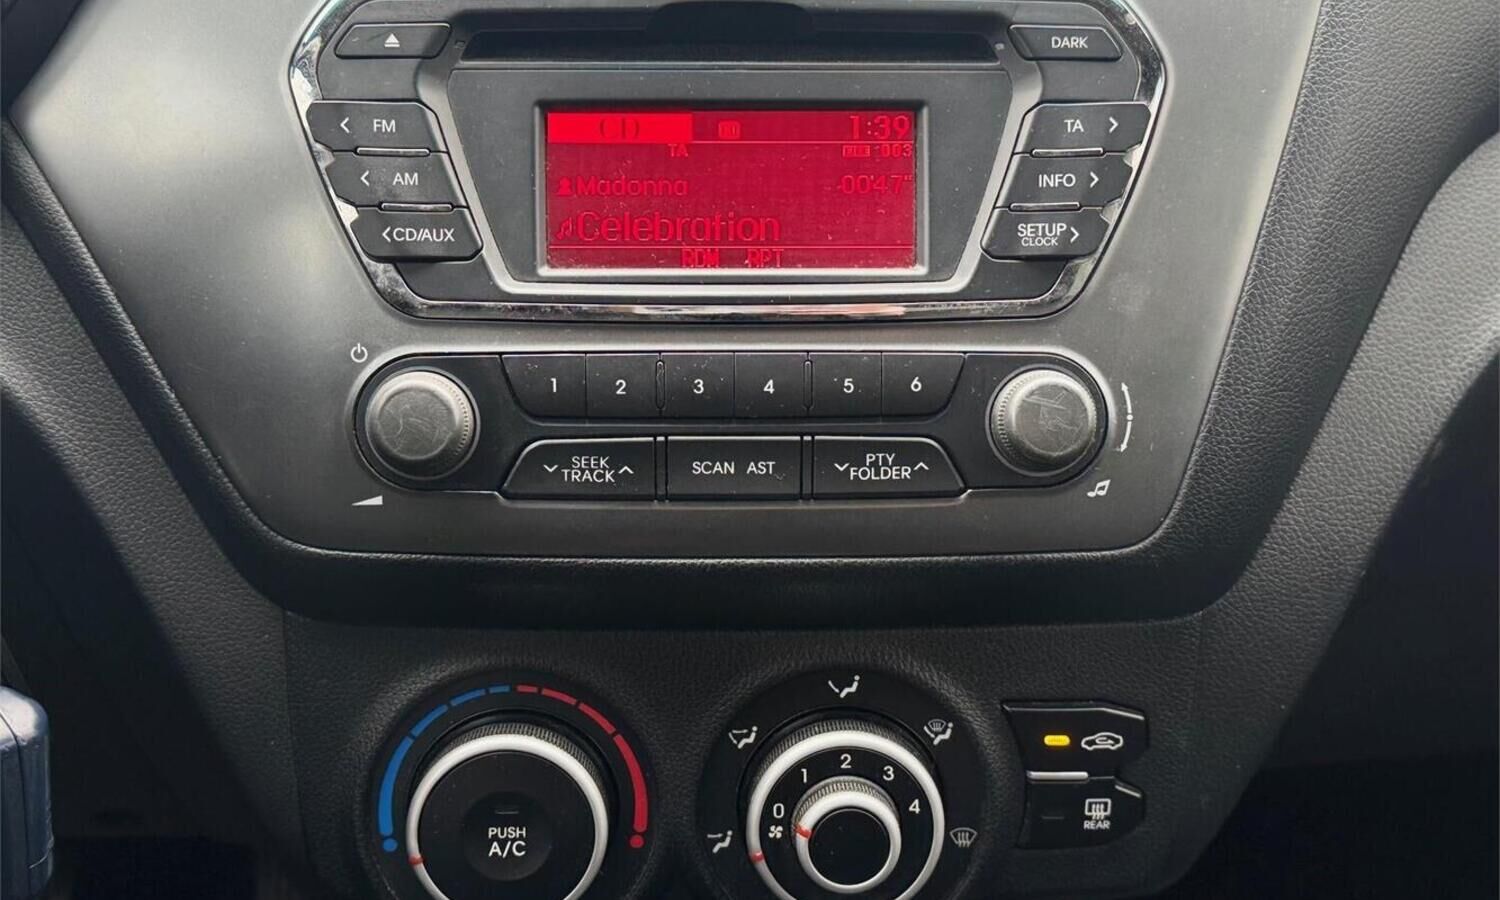 DARK
FM
AM
CD/AUX
CD
1:39
TA
003
Madonna
00'47"
Celebration
RDM RPT
TA
INFO
SETUP
CLOCK
1 2 3 4 5 6
SEEK
TRACK
SCAN AST
PTY
FOLDER
0 1 2 3 4
PUSH
A/C
REAR